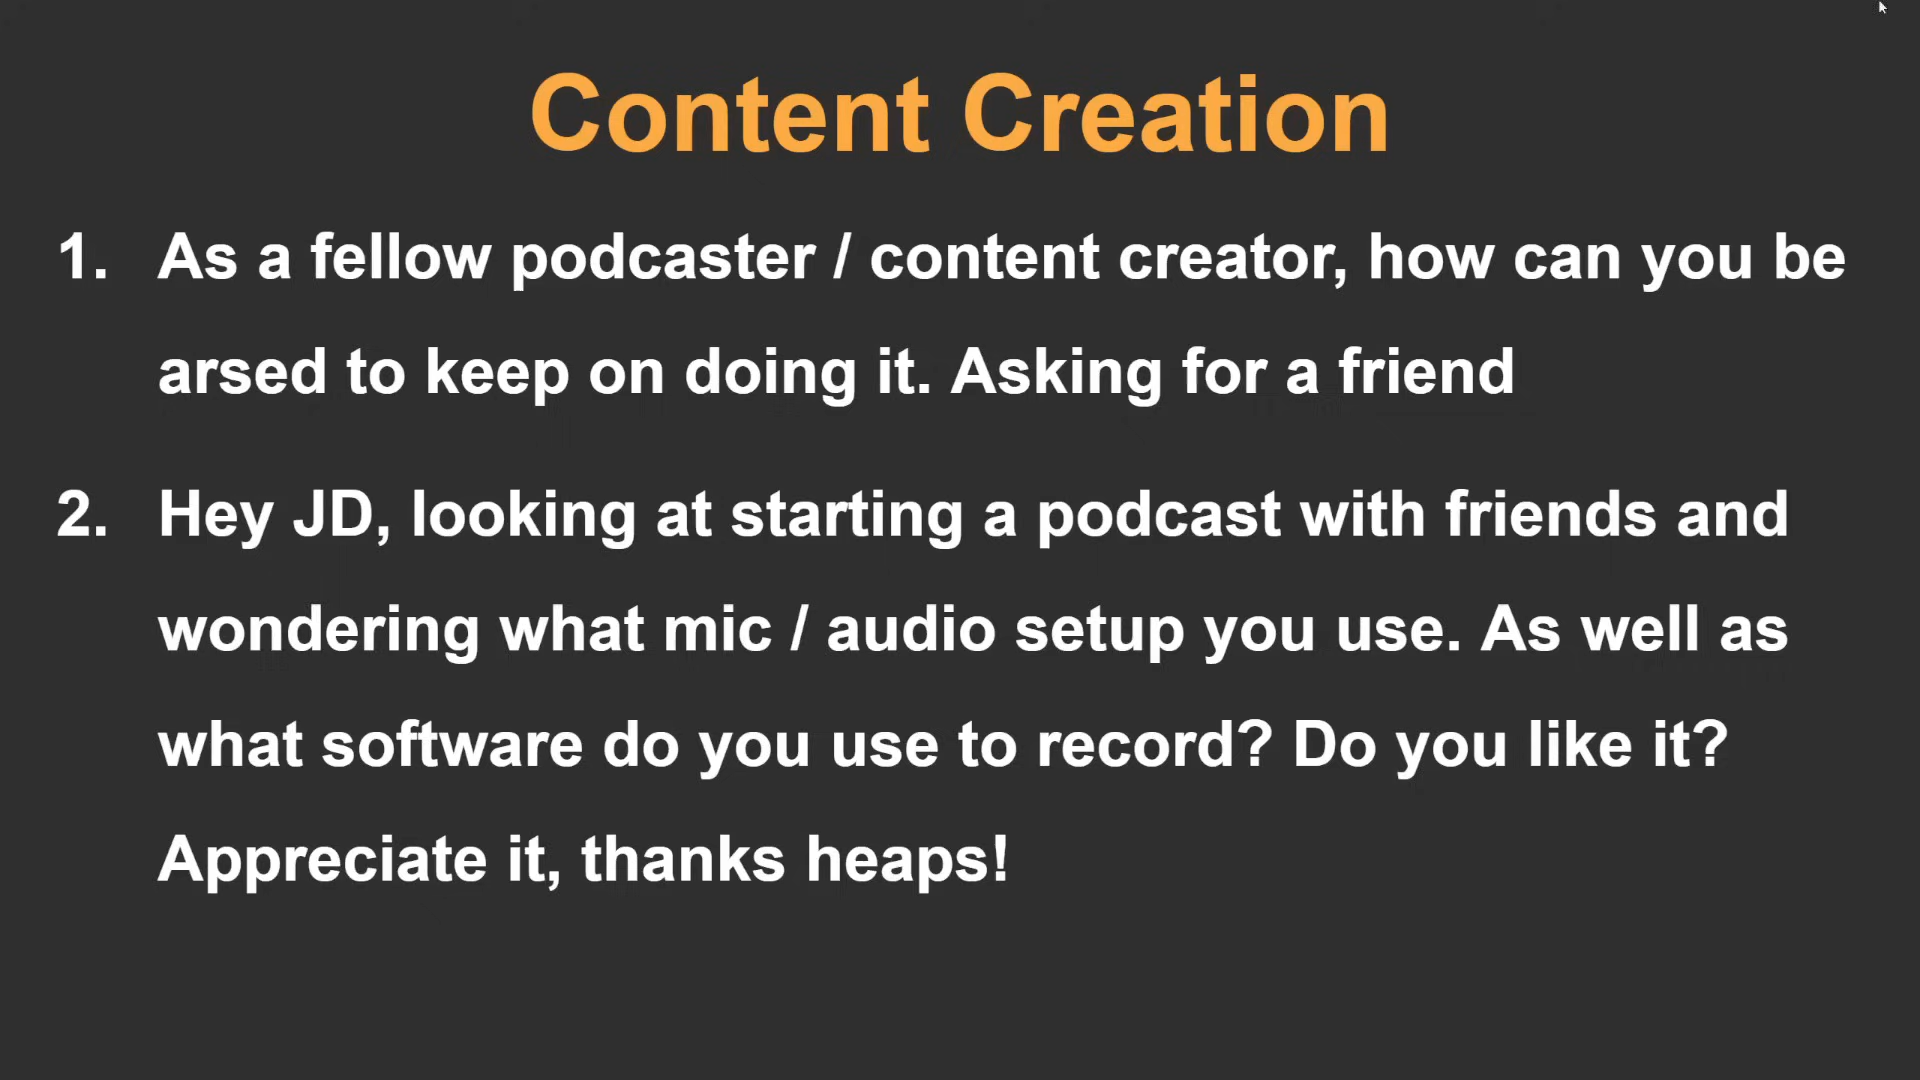 Content Creation
1. As a fellow podcaster / content creator, how can you be
arsed to keep on doing it. Asking for a friend
2. Hey JD, looking at starting a podcast with friends and
wondering what mic / audio setup you use. As well as
what software do you use to record? Do you like it?
Appreciate it, thanks heaps!